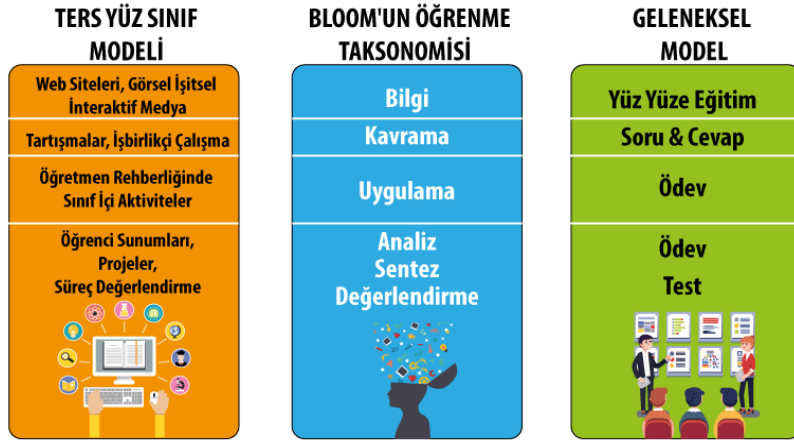 TERS YÜZ SINIF
MODELİ
Web Siteleri, Görsel İşitsel
İnteraktif Medya
Tartışmalar, İşbirlikçi Çalışma
Öğretmen Rehberliğinde
Sınıf İçi Aktiviteler
Öğrenci Sunumları,
Projeler,
Süreç Değerlendirme
BLOOM'UN ÖĞRENME
TAKSONOMİSİ
Bilgi
Kavrama
Uygulama
Analiz
Sentez
Değerlendirme
GELENEKSEL
MODEL
Yüz Yüze Eğitim
Soru & Cevap
Ödev
Ödev
Test